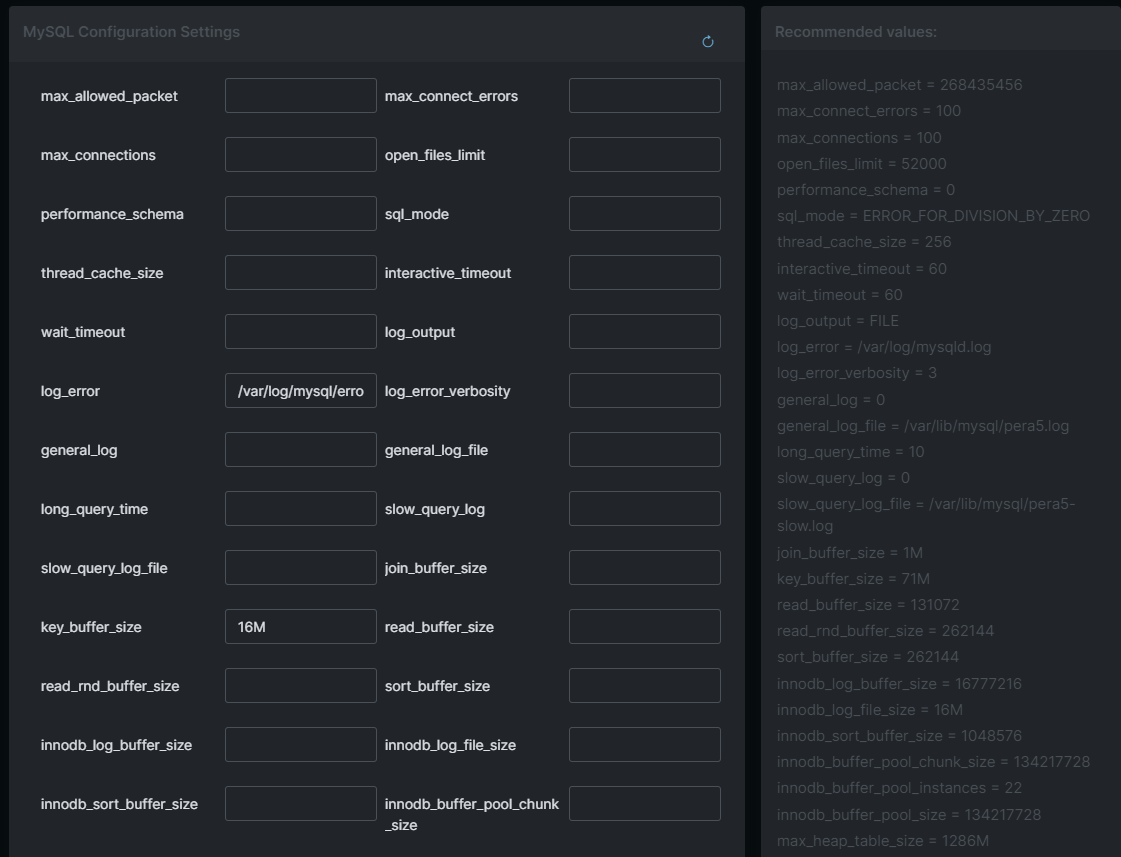 MySQL Configuration Settings
max_allowed_packet
max_connect_errors
max_connections
open_files_limit
performance_schema
sql_mode
thread_cache_size
interactive_timeout
wait_timeout
log_output
log_error
/var/log/mysql/erro
log_error_verbosity
general_log
general_log_file
long_query_time
slow_query_log
slow_query_log_file
join_buffer_size
key_buffer_size
16M
read_buffer_size
read_rnd_buffer_size
sort_buffer_size
innodb_log_buffer_size
innodb_log_file_size
innodb_sort_buffer_size
innodb_buffer_pool_chunk
_size
Recommended values:
max_allowed_packet = 268435456
max_connect_errors = 100
max_connections = 100
open_files_limit = 52000
performance_schema = 0
sql_mode = ERROR_FOR_DIVISION_BY_ZERO
thread_cache_size = 256
interactive_timeout = 60
wait_timeout = 60
log_output = FILE
log_error = /var/log/mysqld.log
log_error_verbosity = 3
general_log = 0
general_log_file = /var/lib/mysql/pera5.log
long_query_time = 10
slow_query_log = 0
slow_query_log_file = /var/lib/mysql/pera5-
slow.log
join_buffer_size = 1M
key_buffer_size = 71M
read_buffer_size = 131072
read_rnd_buffer_size = 262144
sort_buffer_size = 262144
innodb_log_buffer_size = 16777216
innodb_log_file_size = 16M
innodb_sort_buffer_size = 1048576
innodb_buffer_pool_chunk_size = 134217728
innodb_buffer_pool_instances = 22
innodb_buffer_pool_size = 134217728
max_heap_table_size = 1286M